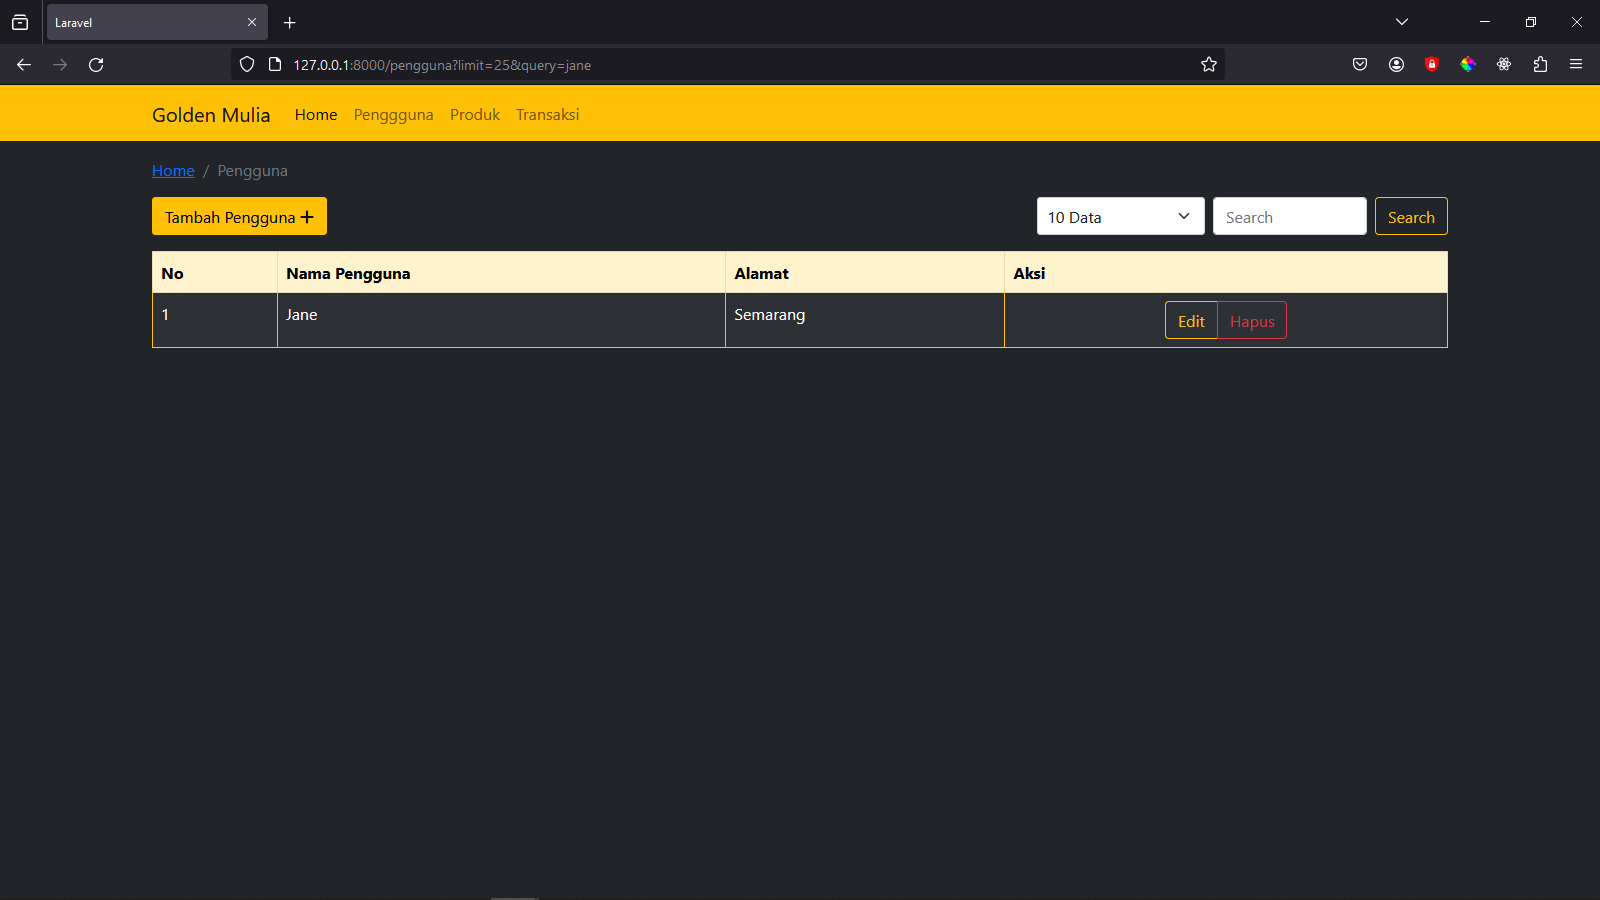 Laravel
127.0.0.1:8000/pengguna?limit=25&query=jane
Golden Mulia Home Penggguna Produk Transaksi
Home / Pengguna
Tambah Pengguna + 10 Data Search Search
No Nama Pengguna Alamat Aksi
1 Jane Semarang Edit Hapus